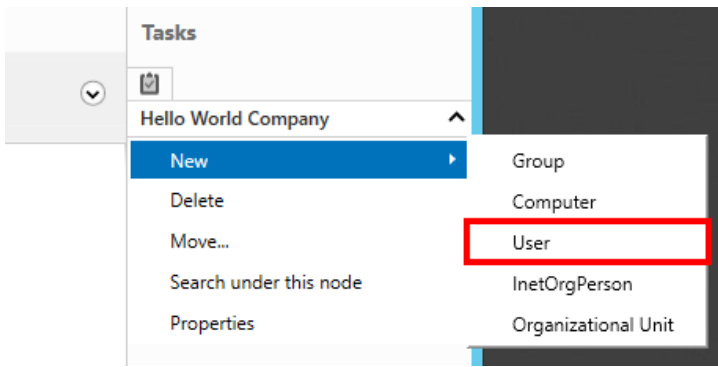 Tasks
Hello World Company
New
Delete
Move...
Search under this node
Properties
Group
Computer
User
InetOrgPerson
Organizational Unit